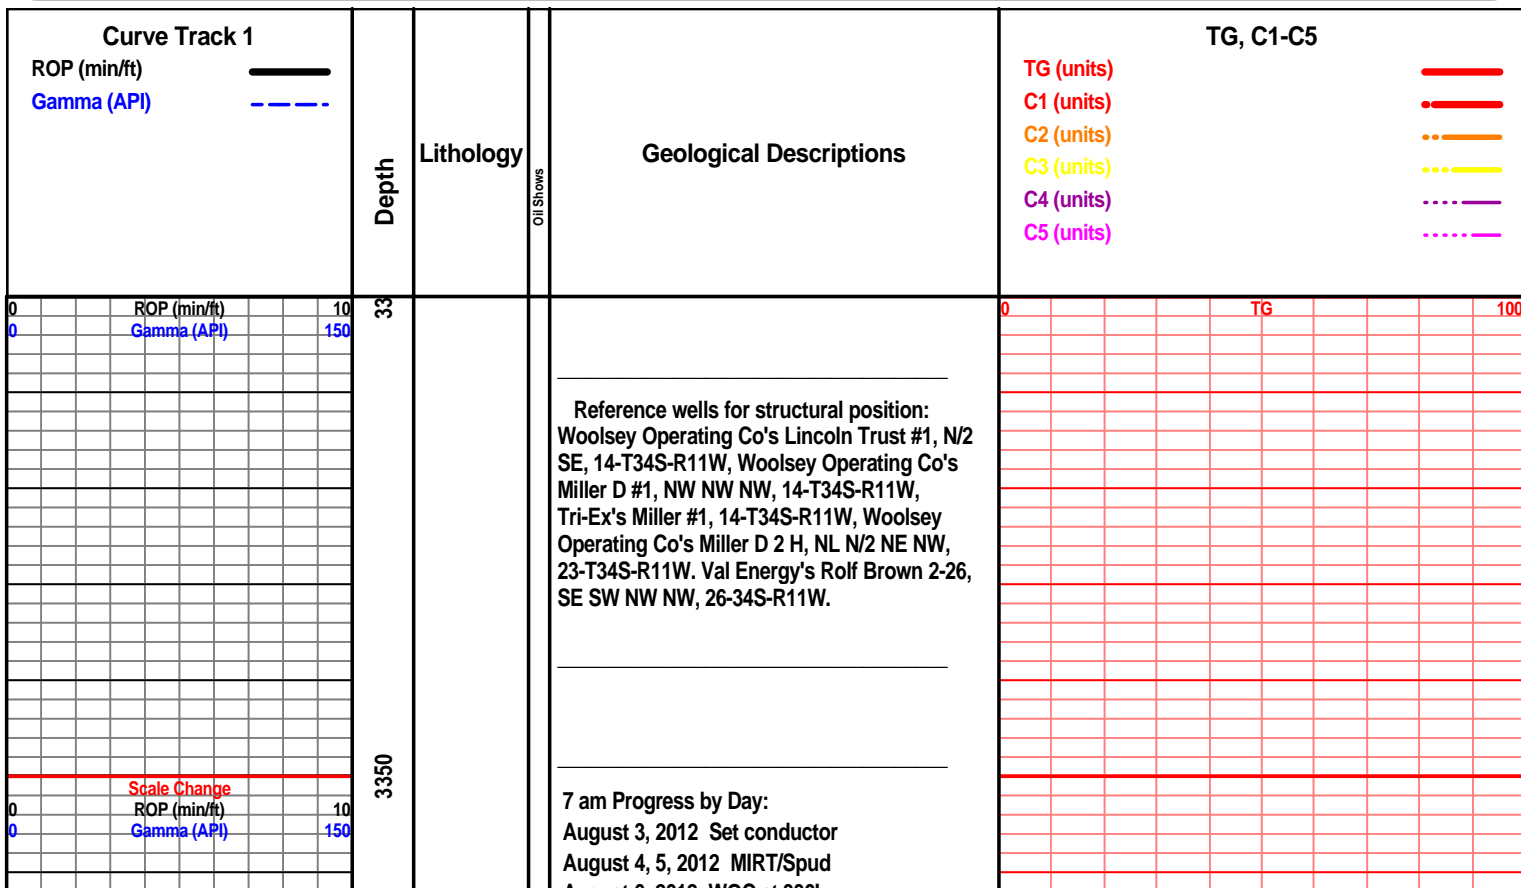 Curve Track 1
ROP (min/ft)
Gamma (API)
Depth
Lithology
Oil Shows
Geological Descriptions
TG, C1-C5
TG (units)
C1 (units)
C2 (units)
C3 (units)
C4 (units)
C5 (units)
0 ROP (min/ft) 10
0 Gamma (API) 150
33
0 TG 100
Reference wells for structural position:
Woolsey Operating Co's Lincoln Trust #1, N/2
SE, 14-T34S-R11W, Woolsey Operating Co's
Miller D #1, NW NW NW, 14-T34S-R11W,
Tri-Ex's Miller #1, 14-T34S-R11W, Woolsey
Operating Co's Miller D 2 H, NL N/2 NE NW,
23-T34S-R11W. Val Energy's Rolf Brown 2-26,
SE SW NW NW, 26-34S-R11W.
3350
Scale Change
0 ROP (min/ft) 10
0 Gamma (API) 150
7 am Progress by Day:
August 3, 2012 Set conductor
August 4, 5, 2012 MIRT/Spud